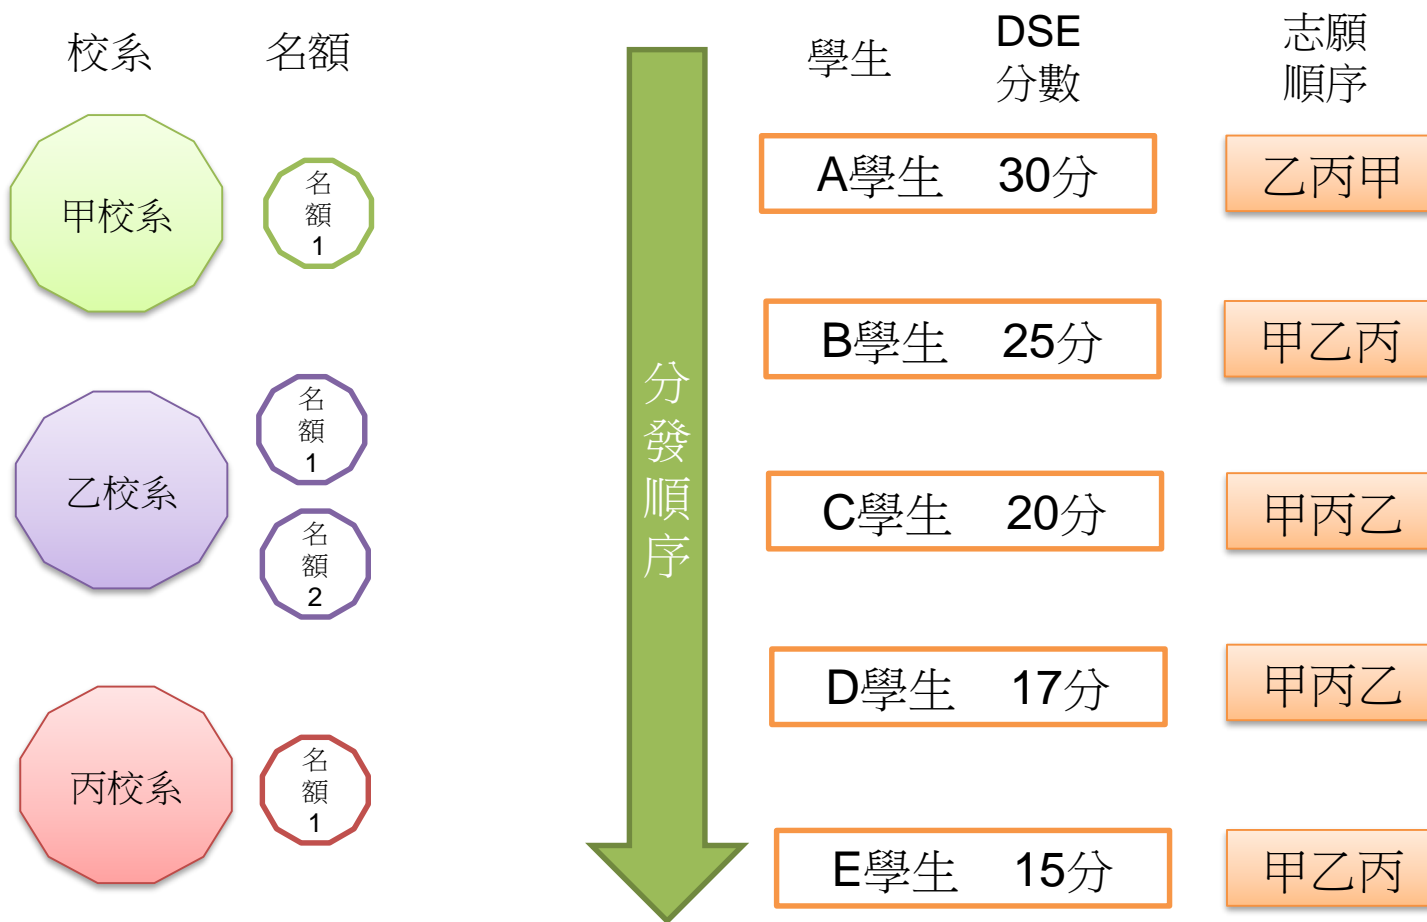 校系
名額
甲校系
名
額
1
乙校系
名
額
1
名
額
2
丙校系
名
額
1
分
發
順
序
學生
DSE
分數
志願
順序
A學生 30分
乙丙甲
B學生 25分
甲乙丙
C學生 20分
甲丙乙
D學生 17分
甲丙乙
E學生 15分
甲乙丙